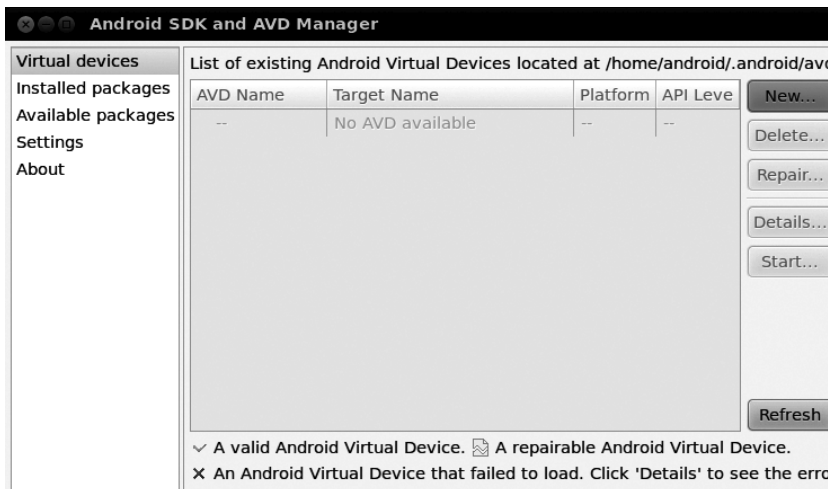 Android SDK and AVD Manager
Virtual devices
Installed packages
Available packages
Settings
About
List of existing Android Virtual Devices located at /home/android/.android/avd
AVD Name Target Name Platform API Leve
-- No AVD available -- --
New...
Delete...
Repair...
Details...
Start...
Refresh
A valid Android Virtual Device. A repairable Android Virtual Device.
An Android Virtual Device that failed to load. Click 'Details' to see the erro